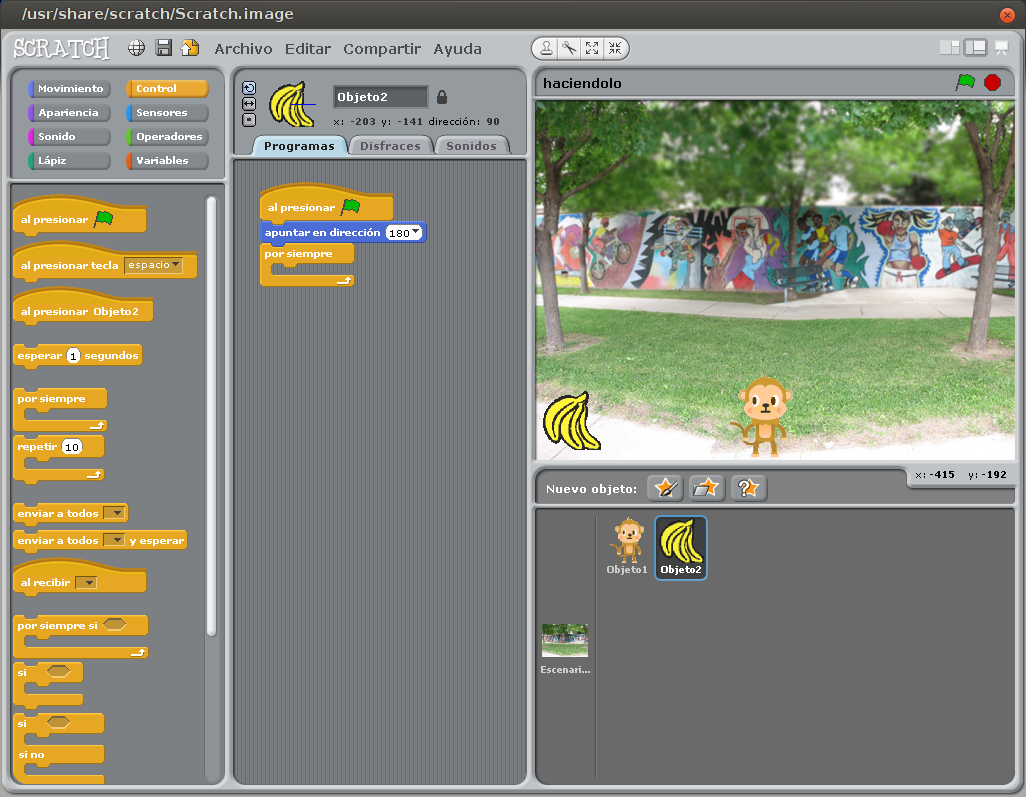 /usr/share/scratch/Scratch.image
SCRATCH Archivo Editar Compartir Ayuda
Movimiento Control
Apariencia Sensores
Sonido Operadores
Lápiz Variables
al presionar
al presionar tecla espacio
al presionar Objeto2
esperar 1 segundos
por siempre
repetir 10
enviar a todos
enviar a todos y esperar
al recibir
por siempre si
si
si
si no
Objeto2
x: -203 y: -141 dirección: 90
Programas Disfraces Sonidos
al presionar
apuntar en dirección 180
por siempre
haciendolo
x: -415 y: -192
Nuevo objeto: ?
Objeto1 Objeto2
Escenari...